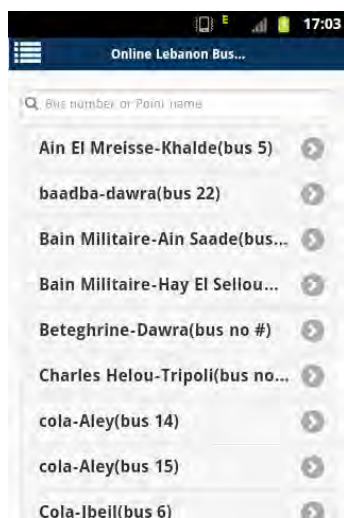 E 17:03
Online Lebanon Bus...
Bus number or Point name
Ain El Mreisse-Khalde(bus 5)
baadba-dawra(bus 22)
Bain Militaire-Ain Saade(bus...
Bain Militaire-Hay El Sellou...
Beteghrine-Dawra(bus no #)
Charles Helou-Tripoli(bus no...
cola-Aley(bus 14)
cola-Aley(bus 15)
Cola-Jbeil(bus 6)